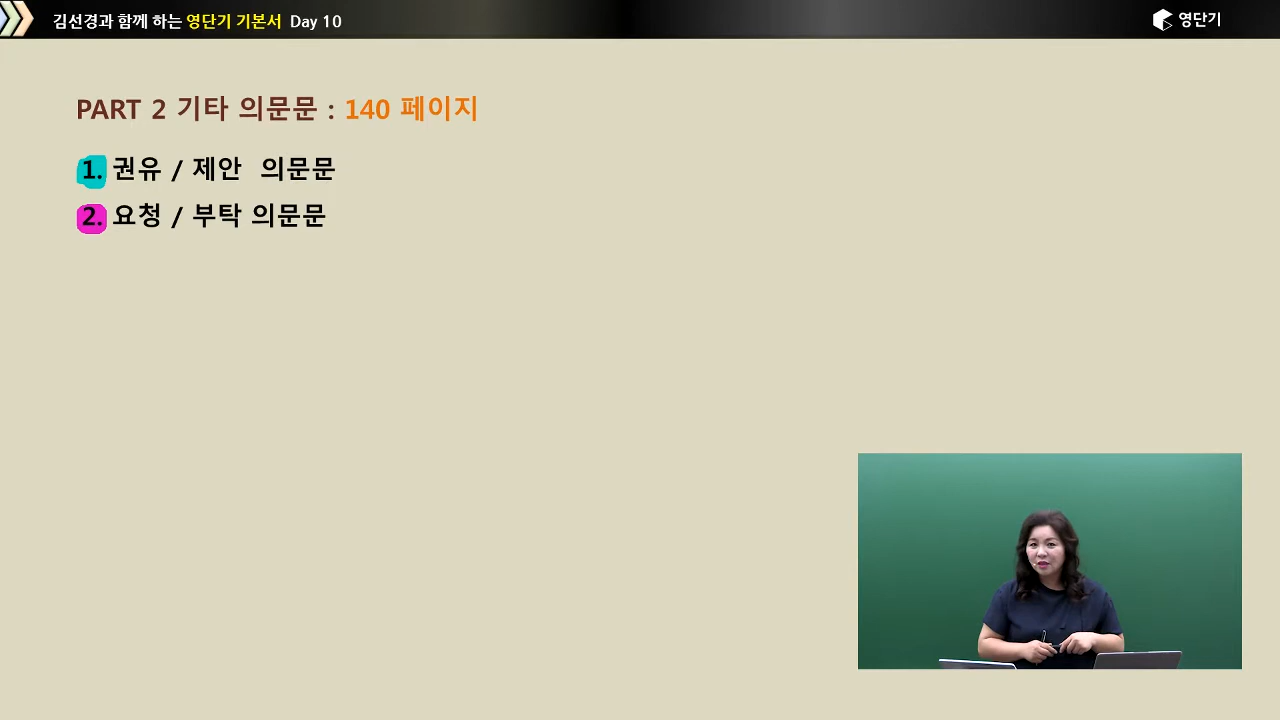 김선경과 함께 하는 영단기 기본서 Day 10
영단기
PART 2 기타 의문문 : 140 페이지
1. 권유 / 제안 의문문
2. 요청 / 부탁 의문문